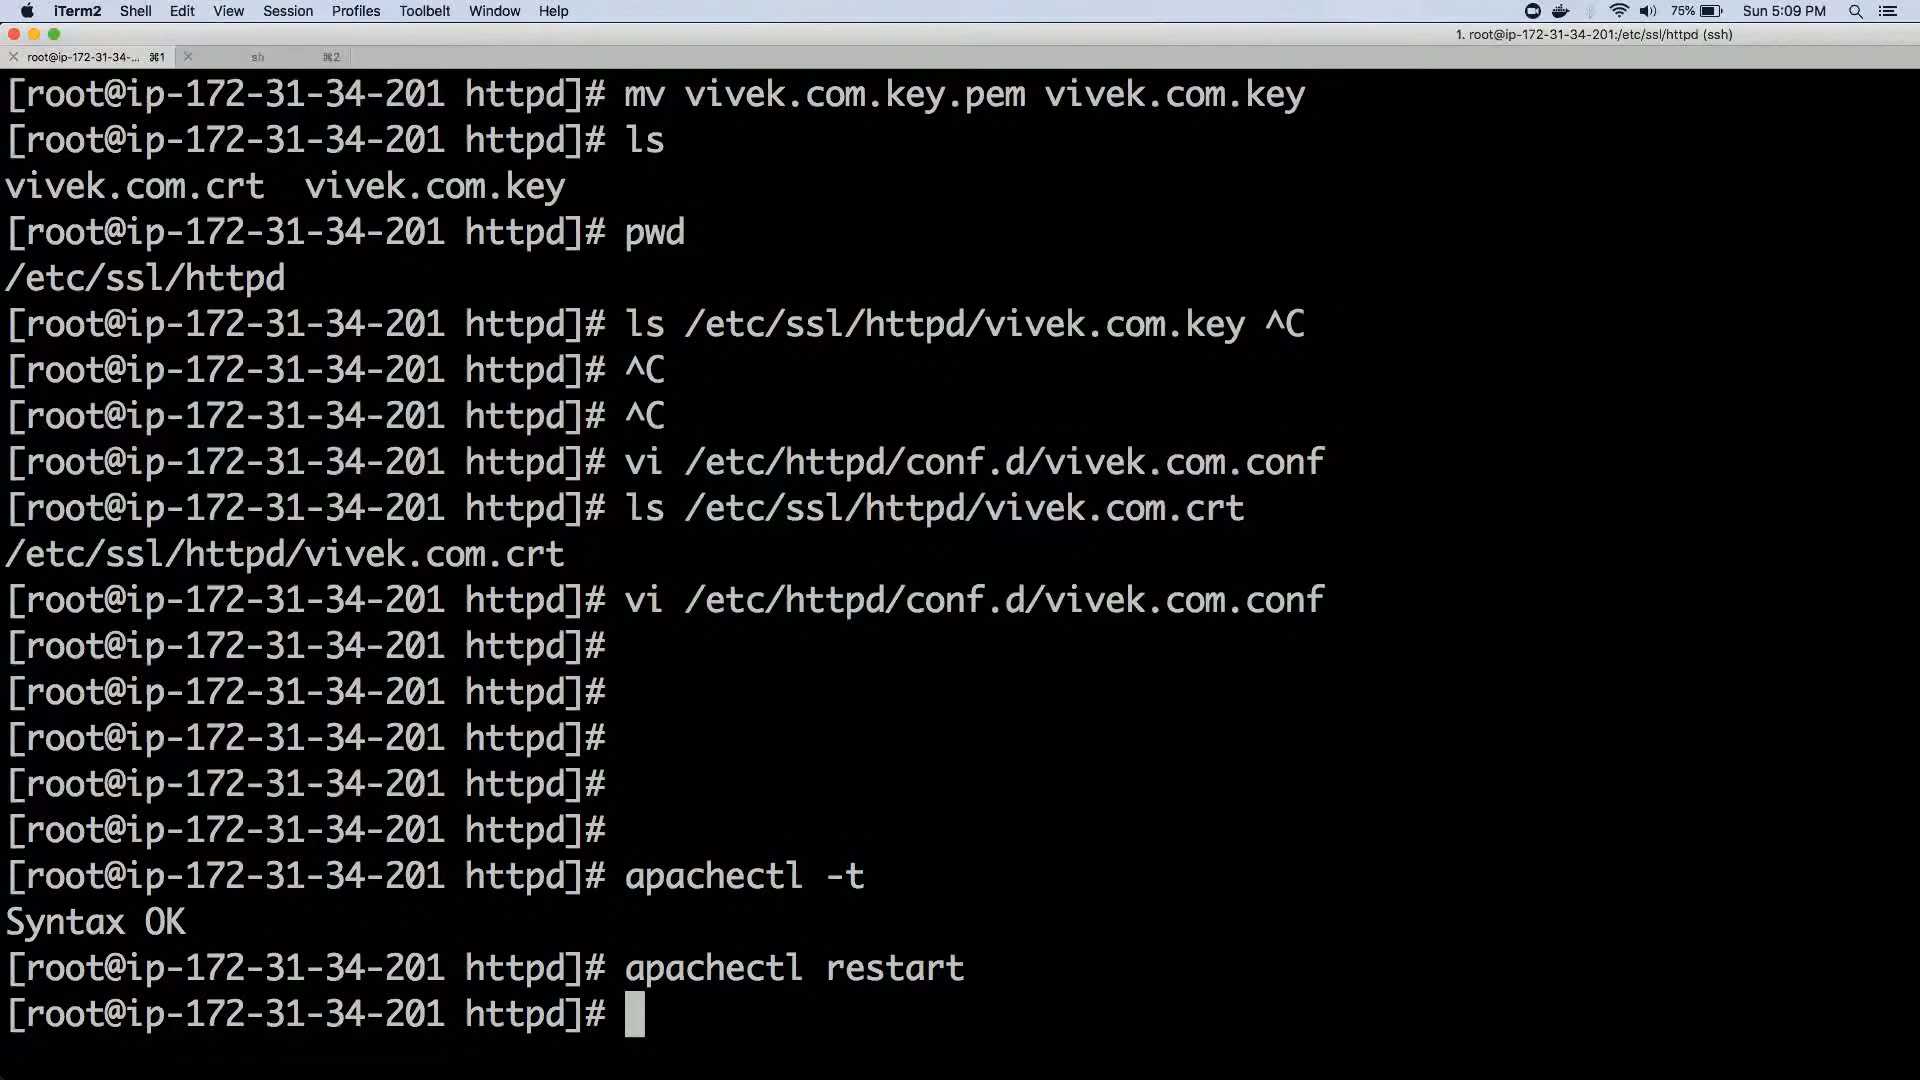 iTerm2 Shell Edit View Session Profiles Toolbelt Window Help 75% Sun 5:09 PM
1. root@ip-172-31-34-201:/etc/ssl/httpd (ssh)
root@ip-172-31-34-... ⌘1 sh ⌘2
[root@ip-172-31-34-201 httpd]# mv vivek.com.key.pem vivek.com.key
[root@ip-172-31-34-201 httpd]# ls
vivek.com.crt  vivek.com.key
[root@ip-172-31-34-201 httpd]# pwd
/etc/ssl/httpd
[root@ip-172-31-34-201 httpd]# ls /etc/ssl/httpd/vivek.com.key ^C
[root@ip-172-31-34-201 httpd]# ^C
[root@ip-172-31-34-201 httpd]# ^C
[root@ip-172-31-34-201 httpd]# vi /etc/httpd/conf.d/vivek.com.conf
[root@ip-172-31-34-201 httpd]# ls /etc/ssl/httpd/vivek.com.crt
/etc/ssl/httpd/vivek.com.crt
[root@ip-172-31-34-201 httpd]# vi /etc/httpd/conf.d/vivek.com.conf
[root@ip-172-31-34-201 httpd]#
[root@ip-172-31-34-201 httpd]#
[root@ip-172-31-34-201 httpd]#
[root@ip-172-31-34-201 httpd]#
[root@ip-172-31-34-201 httpd]#
[root@ip-172-31-34-201 httpd]# apachectl -t
Syntax OK
[root@ip-172-31-34-201 httpd]# apachectl restart
[root@ip-172-31-34-201 httpd]#